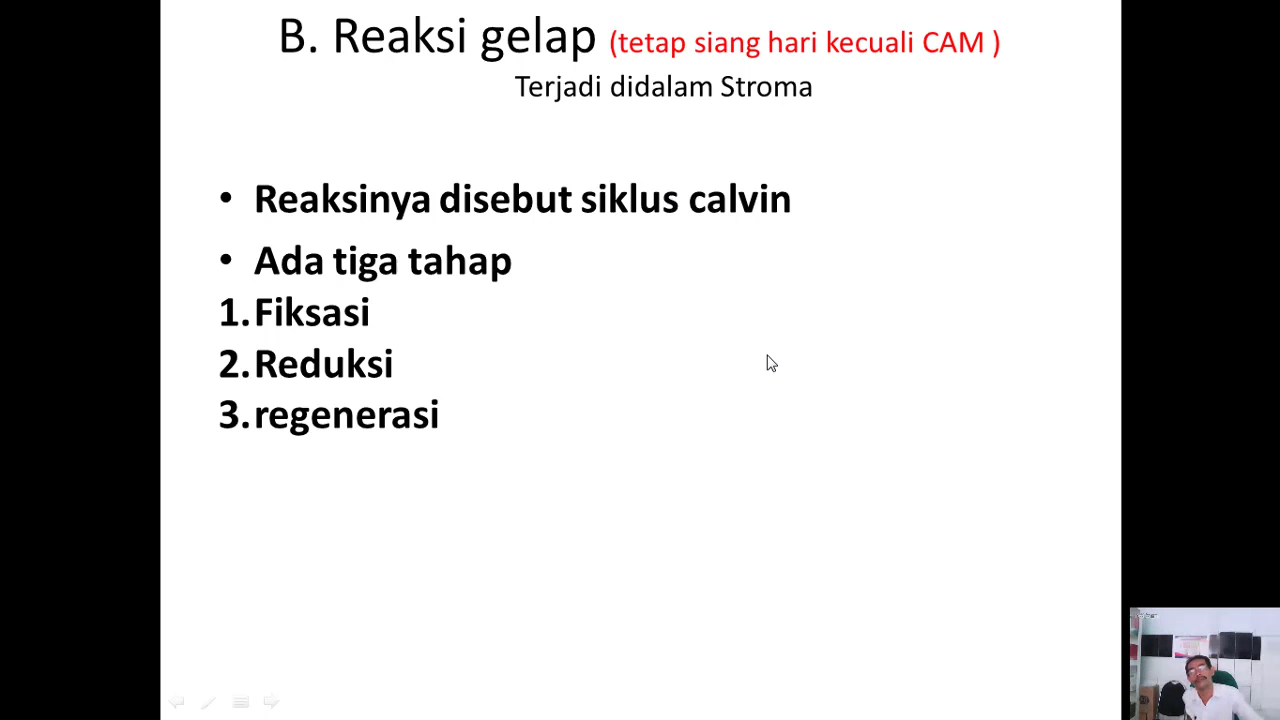 B. Reaksi gelap (tetap siang hari kecuali CAM )
Terjadi didalam Stroma
• Reaksinya disebut siklus calvin
• Ada tiga tahap
1. Fiksasi
2. Reduksi
3. regenerasi